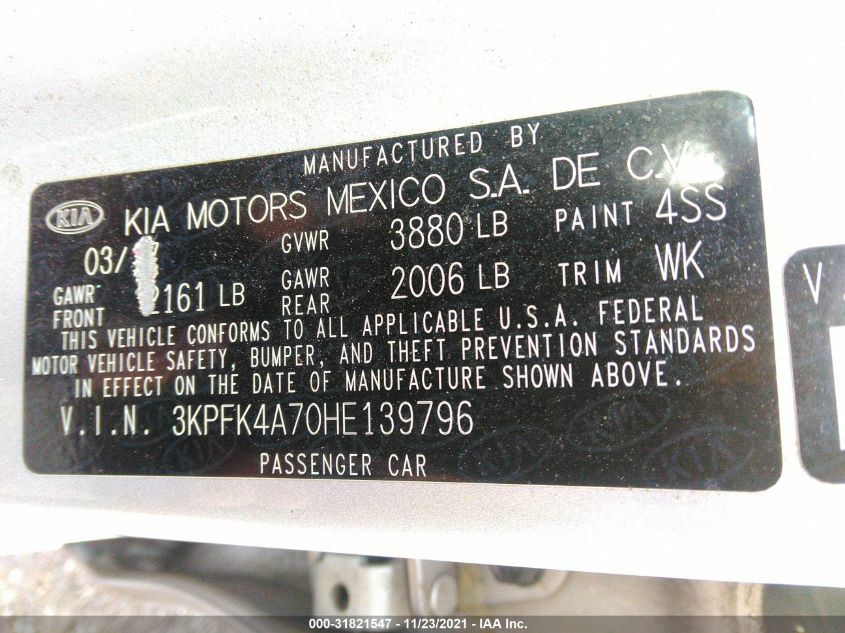 MANUFACTURED BY
KIA KIA MOTORS MEXICO S.A. DE C.V.
03/ GVWR 3880 LB PAINT 4SS
GAWR FRONT 2161 LB GAWR REAR 2006 LB TRIM WK
THIS VEHICLE CONFORMS TO ALL APPLICABLE U.S.A. FEDERAL
MOTOR VEHICLE SAFETY, BUMPER, AND THEFT PREVENTION STANDARDS
IN EFFECT ON THE DATE OF MANUFACTURE SHOWN ABOVE.
V.I.N. 3KPFK4A70HE139796
PASSENGER CAR
000-31821547 - 11/23/2021 - IAA Inc.